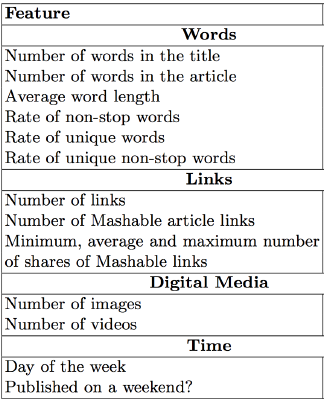 Feature
Words
Number of words in the title
Number of words in the article
Average word length
Rate of non-stop words
Rate of unique words
Rate of unique non-stop words
Links
Number of links
Number of Mashable article links
Minimum, average and maximum number
of shares of Mashable links
Digital Media
Number of images
Number of videos
Time
Day of the week
Published on a weekend?